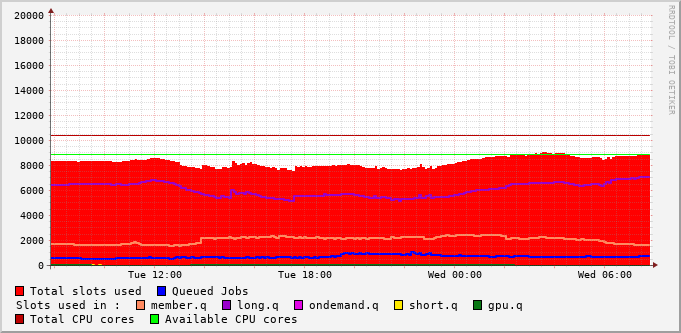 20000
18000
16000
14000
12000
10000
8000
6000
4000
2000
0
Tue 12:00 Tue 18:00 Wed 00:00 Wed 06:00
Total slots used Queued Jobs
Slots used in : member.q long.q ondemand.q short.q gpu.q
Total CPU cores Available CPU cores
RRDTOOL / TOBI OETIKER